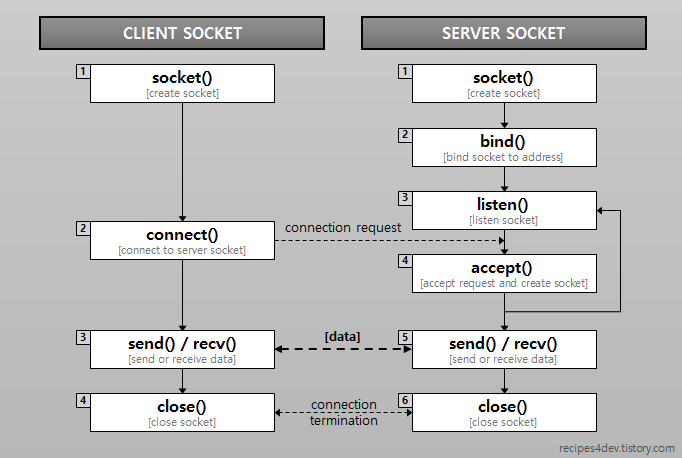 CLIENT SOCKET
SERVER SOCKET
1
socket()
[create socket]
1
socket()
[create socket]
2
bind()
[bind socket to address]
3
listen()
[listen socket]
2
connect()
[connect to server socket]
connection request
4
accept()
[accept request and create socket]
3
send() / recv()
[send or receive data]
[data]
5
send() / recv()
[send or receive data]
4
close()
[close socket]
connection
termination
6
close()
[close socket]
recipes4dev.tistory.com